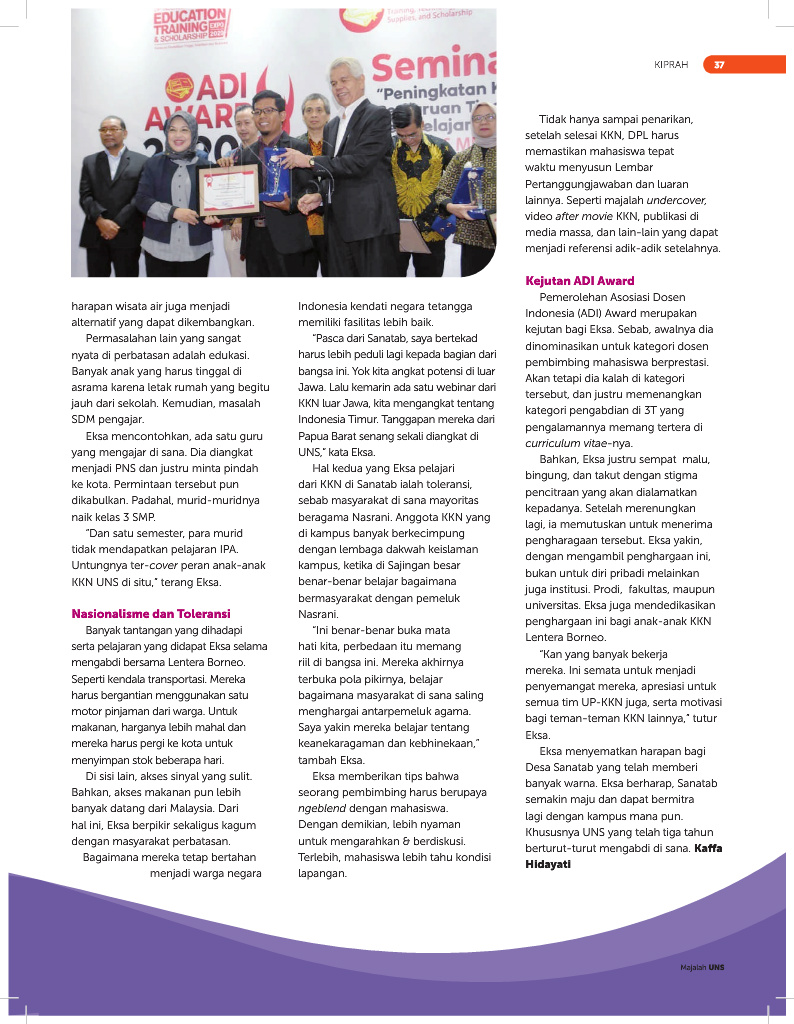 EDUCATION
TRAINING
& SCHOLARSHIP EXPO
2020
Training, Technology
Supplies, and Scholarship
ADI
AWARD
Semina
"Peningkatan K
KIPRAH 37
harapan wisata air juga menjadi
alternatif yang dapat dikembangkan.
Permasalahan lain yang sangat
nyata di perbatasan adalah edukasi.
Banyak anak yang harus tinggal di
asrama karena letak rumah yang begitu
jauh dari sekolah. Kemudian, masalah
SDM pengajar.
Eksa mencontohkan, ada satu guru
yang mengajar di sana. Dia diangkat
menjadi PNS dan justru minta pindah
ke kota. Permintaan tersebut pun
dikabulkan. Padahal, murid-muridnya
naik kelas 3 SMP.
"Dan satu semester, para murid
tidak mendapatkan pelajaran IPA.
Untungnya ter-cover peran anak-anak
KKN UNS di situ," terang Eksa.
Nasionalisme dan Toleransi
Banyak tantangan yang dihadapi
serta pelajaran yang didapat Eksa selama
mengabdi bersama Lentera Borneo.
Seperti kendala transportasi. Mereka
harus bergantian menggunakan satu
motor pinjaman dari warga. Untuk
makanan, harganya lebih mahal dan
mereka harus pergi ke kota untuk
menyimpan stok beberapa hari.
Di sisi lain, akses sinyal yang sulit.
Bahkan, akses makanan pun lebih
banyak datang dari Malaysia. Dari
hal ini, Eksa berpikir sekaligus kagum
dengan masyarakat perbatasan.
Bagaimana mereka tetap bertahan
menjadi warga negara
Indonesia kendati negara tetangga
memiliki fasilitas lebih baik.
"Pasca dari Sanatab, saya bertekad
harus lebih peduli lagi kepada bagian dari
bangsa ini. Yok kita angkat potensi di luar
Jawa. Lalu kemarin ada satu webinar dari
KKN luar Jawa, kita mengangkat tentang
Indonesia Timur. Tanggapan mereka dari
Papua Barat senang sekali diangkat di
UNS," kata Eksa.
Hal kedua yang Eksa pelajari
dari KKN di Sanatab ialah toleransi,
sebab masyarakat di sana mayoritas
beragama Nasrani. Anggota KKN yang
di kampus banyak berkecimpung
dengan lembaga dakwah keislaman
kampus, ketika di Sajingan besar
benar-benar belajar bagaimana
bermasyarakat dengan pemeluk
Nasrani.
"Ini benar-benar buka mata
hati kita, perbedaan itu memang
riil di bangsa ini. Mereka akhirnya
terbuka pola pikirnya, belajar
bagaimana masyarakat di sana saling
menghargai antarpemeluk agama.
Saya yakin mereka belajar tentang
keanekaragaman dan kebhinekaan,"
tambah Eksa.
Eksa memberikan tips bahwa
seorang pembimbing harus berupaya
ngeblend dengan mahasiswa.
Dengan demikian, lebih nyaman
untuk mengarahkan & berdiskusi.
Terlebih, mahasiswa lebih tahu kondisi
lapangan.
Tidak hanya sampai penarikan,
setelah selesai KKN, DPL harus
memastikan mahasiswa tepat
waktu menyusun Lembar
Pertanggungjawaban dan luaran
lainnya. Seperti majalah undercover,
video after movie KKN, publikasi di
media massa, dan lain-lain yang dapat
menjadi referensi adik-adik setelahnya.
Kejutan ADI Award
Pemerolehan Asosiasi Dosen
Indonesia (ADI) Award merupakan
kejutan bagi Eksa. Sebab, awalnya dia
dinominasikan untuk kategori dosen
pembimbing mahasiswa berprestasi.
Akan tetapi dia kalah di kategori
tersebut, dan justru memenangkan
kategori pengabdian di 3T yang
pengalamannya memang tertera di
curriculum vitae-nya.
Bahkan, Eksa justru sempat malu,
bingung, dan takut dengan stigma
pencitraan yang akan dialamatkan
kepadanya. Setelah merenungkan
lagi, ia memutuskan untuk menerima
penghargaaan tersebut. Eksa yakin,
dengan mengambil penghargaan ini,
bukan untuk diri pribadi melainkan
juga institusi. Prodi, fakultas, maupun
universitas. Eksa juga mendedikasikan
penghargaan ini bagi anak-anak KKN
Lentera Borneo.
"Kan yang banyak bekerja
mereka. Ini semata untuk menjadi
penyemangat mereka, apresiasi untuk
semua tim UP-KKN juga, serta motivasi
bagi teman-teman KKN lainnya," tutur
Eksa.
Eksa menyematkan harapan bagi
Desa Sanatab yang telah memberi
banyak warna. Eksa berharap, Sanatab
semakin maju dan dapat bermitra
lagi dengan kampus mana pun.
Khususnya UNS yang telah tiga tahun
berturut-turut mengabdi di sana. Kaffa
Hidayati
Majalah UNS